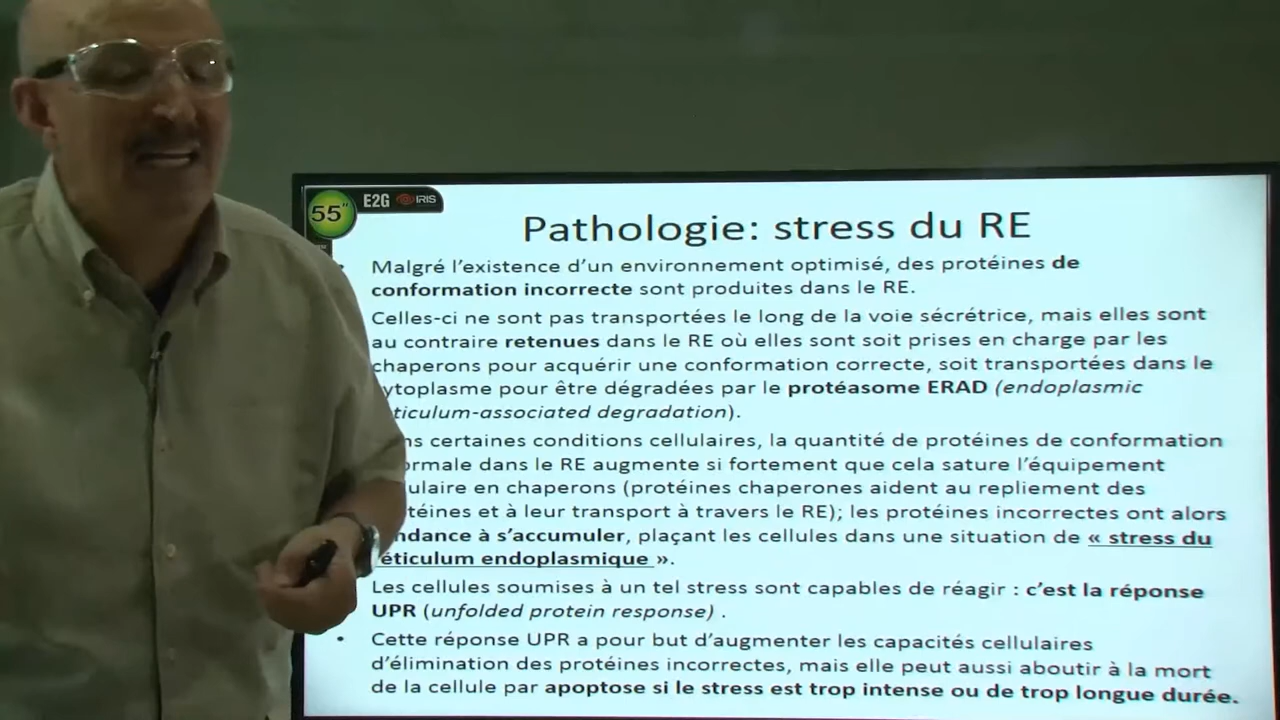 55"
E2G IRIS
Pathologie: stress du RE
Malgré l'existence d'un environnement optimisé, des protéines de
conformation incorrecte sont produites dans le RE.
Celles-ci ne sont pas transportées le long de la voie sécrétrice, mais elles sont
au contraire retenues dans le RE où elles sont soit prises en charge par les
chaperons pour acquérir une conformation correcte, soit transportées dans le
ytoplasme pour être dégradées par le protéasome ERAD (endoplasmic
ticulum-associated degradation).
ns certaines conditions cellulaires, la quantité de protéines de conformation
ormale dans le RE augmente si fortement que cela sature l'équipement
ulaire en chaperons (protéines chaperones aident au repliement des
téines et à leur transport à travers le RE); les protéines incorrectes ont alors
ndance à s'accumuler, plaçant les cellules dans une situation de « stress du
éticulum endoplasmique ».
Les cellules soumises à un tel stress sont capables de réagir : c'est la réponse
UPR (unfolded protein response) .
• Cette réponse UPR a pour but d'augmenter les capacités cellulaires
d'élimination des protéines incorrectes, mais elle peut aussi aboutir à la mort
de la cellule par apoptose si le stress est trop intense ou de trop longue durée.